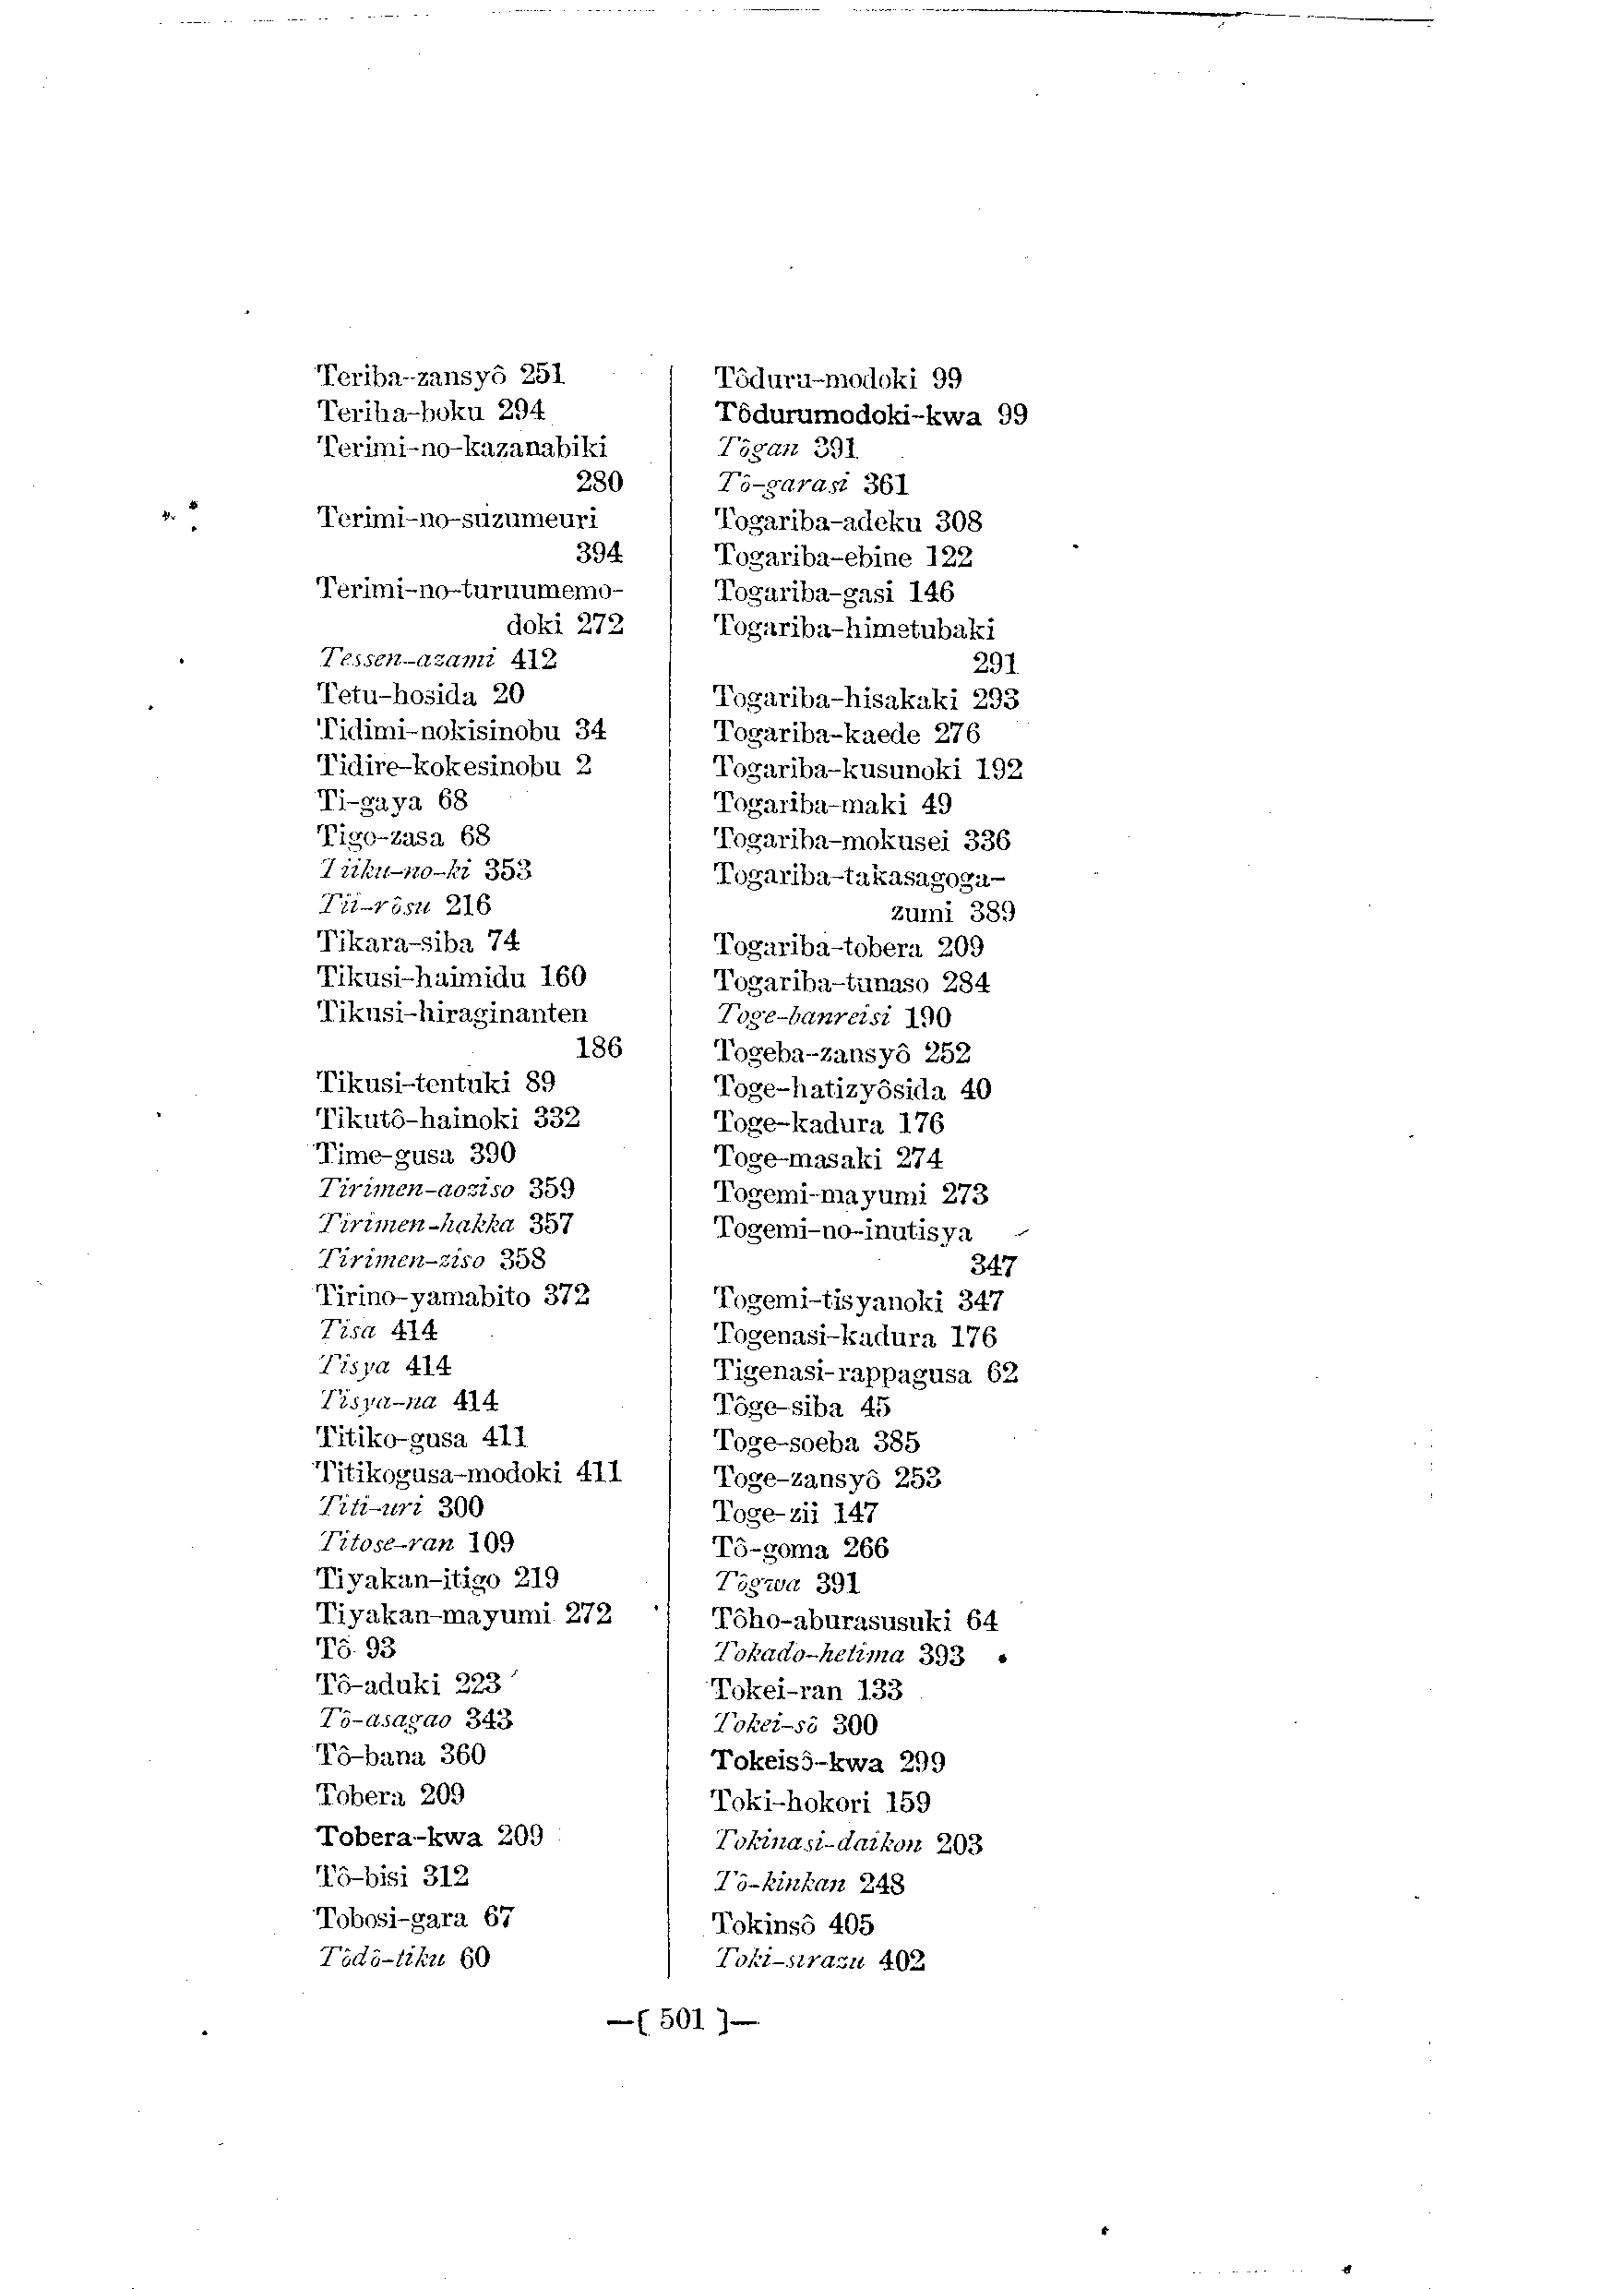 Teriba-zansyô 251
Teriha-boku 294
Terimi-no-kazanabiki
280
Terimi-no-suzumeuri
394
Terimi-no-turuumemo-
doki 272
Tessen-azami 412
Tetu-hosida 20
Tidimi-nokisinobu 34
Tidire-kokesinobu 2
Ti-gaya 68
Tigo-zasa 68
Tiiku-no-ki 353
Tii-rôsu 216
Tikara-siba 74
Tikusi-haimidu 160
Tikusi-hiraginanten
186
Tikusi-tentuki 89
Tikutô-hainoki 332
Time-gusa 390
Tirimen-aoziso 359
Tirimen-hakka 357
Tirimen-ziso 358
Tirino-yamabito 372
Tisa 414
Tisya 414
Tisya-na 414
Titiko-gusa 411
Titikogusa-modoki 411
Titi-uri 300
Titose-ran 109
Tiyakan-itigo 219
Tiyakan-mayumi 272
Tô 93
Tô-aduki 223
Tô-asagao 343
Tô-bana 360
Tobera 209
Tobera-kwa 209
Tô-bisi 312
Tobosi-gara 67
Tôdô-tiku 60
Tôduru-modoki 99
Tôdurumodoki-kwa 99
Tôgan 391
Tô-garasi 361
Togariba-adeku 308
Togariba-ebine 122
Togariba-gasi 146
Togariba-himetubaki
291
Togariba-hisakaki 293
Togariba-kaede 276
Togariba-kusunoki 192
Togariba-maki 49
Togariba-mokusei 336
Togariba-takasagoga-
zumi 389
Togariba-tobera 209
Togariba-tunaso 284
Toge-banreisi 190
Togeba-zansyô 252
Toge-hatizyôsida 40
Toge-kadura 176
Toge-masaki 274
Togemi-mayumi 273
Togemi-no-inutisya
347
Togemi-tisyanoki 347
Togenasi-kadura 176
Tigenasi-rappagusa 62
Tôge-siba 45
Toge-soeba 385
Toge-zansyô 253
Toge-zii 147
Tô-goma 266
Tôgwa 391
Tôho-aburasusuki 64
Tokado-hetima 393
Tokei-ran 133
Tokei-sô 300
Tokeisô-kwa 299
Toki-hokori 159
Tokinasi-daikon 203
Tô-kinkan 248
Tokinsô 405
Toki-sirazu 402
—[ 501 ]—